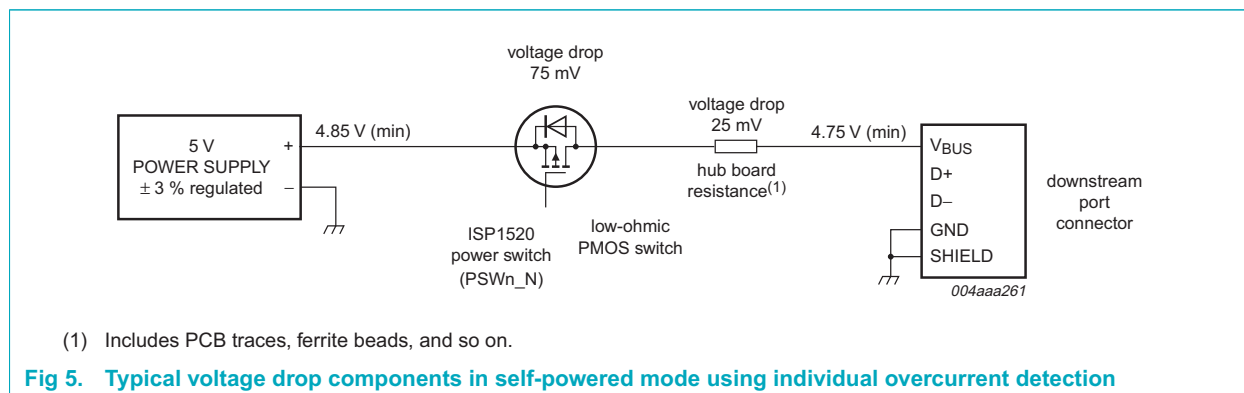 voltage drop
75 mV
voltage drop
25 mV
4.85 V (min)
4.75 V (min)
5 V
POWER SUPPLY
± 3 % regulated
+
−
hub board
resistance(1)
low-ohmic
PMOS switch
ISP1520
power switch
(PSWn_N)
VBUS
D+
D−
GND
SHIELD
downstream
port
connector
004aaa261
(1) Includes PCB traces, ferrite beads, and so on.
Fig 5. Typical voltage drop components in self-powered mode using individual overcurrent detection